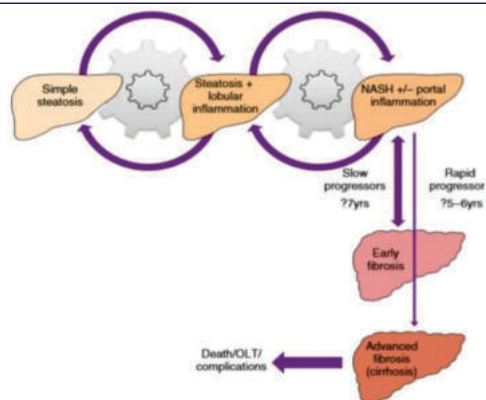 Simple
steatosis
Steatosis +
lobular
inflammation
NASH +/– portal
inflammation
Slow
progressors
?7yrs
Rapid
progressor
?5–6yrs
Early
fibrosis
Advanced
fibrosis
(cirrhosis)
Death/OLT/
complications